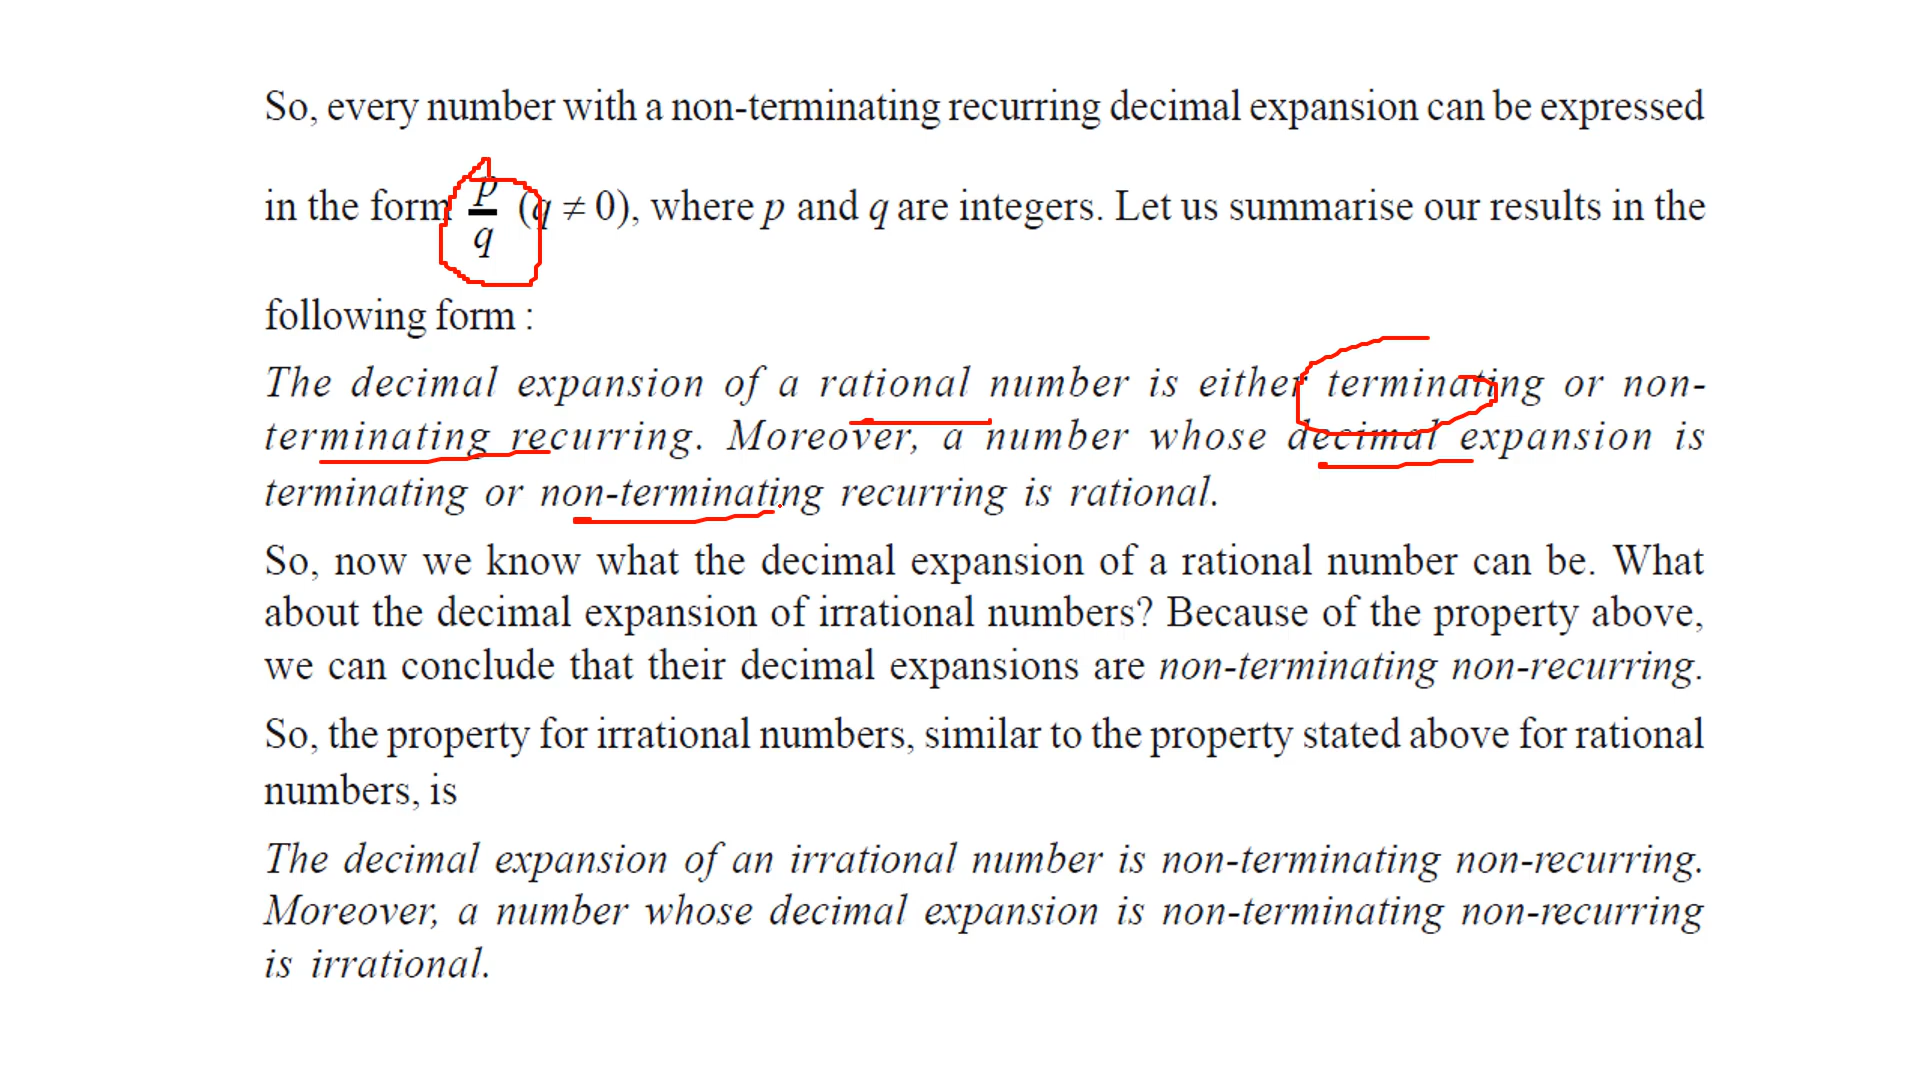 So, every number with a non-terminating recurring decimal expansion can be expressed
in the form p/q (q ≠ 0), where p and q are integers. Let us summarise our results in the
following form :
The decimal expansion of a rational number is either terminating or non-
terminating recurring. Moreover, a number whose decimal expansion is
terminating or non-terminating recurring is rational.
So, now we know what the decimal expansion of a rational number can be. What
about the decimal expansion of irrational numbers? Because of the property above,
we can conclude that their decimal expansions are non-terminating non-recurring.
So, the property for irrational numbers, similar to the property stated above for rational
numbers, is
The decimal expansion of an irrational number is non-terminating non-recurring.
Moreover, a number whose decimal expansion is non-terminating non-recurring
is irrational.